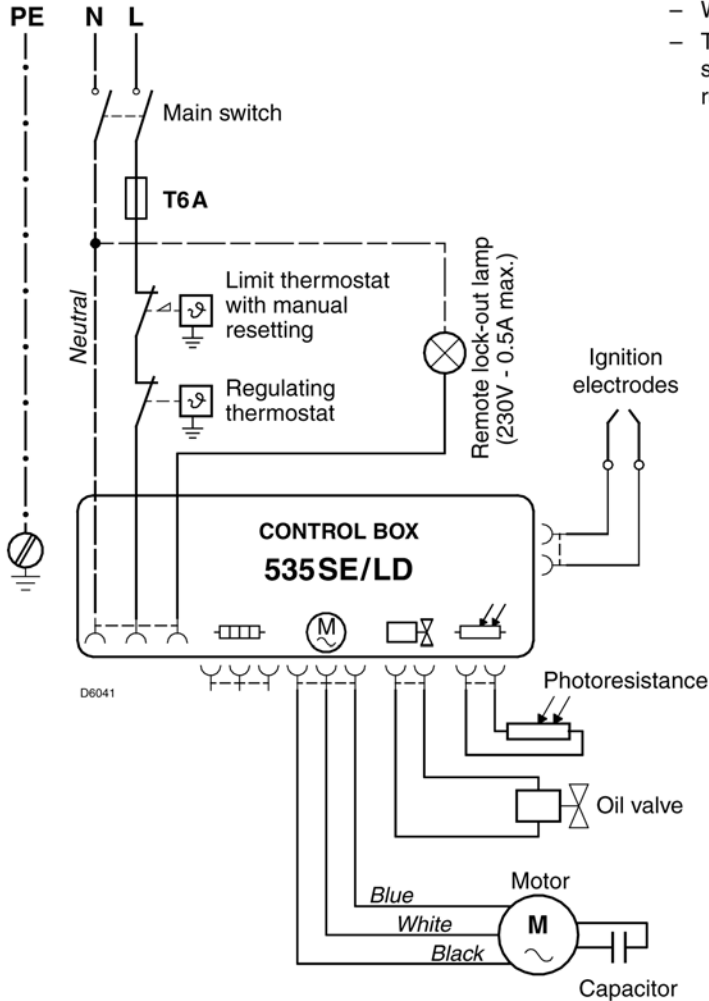 PE N L
– W
– T
s
r
Main switch
T6A
Neutral
Limit thermostat
with manual
resetting
Regulating
thermostat
Remote lock-out lamp
(230V - 0.5A max.)
Ignition
electrodes
CONTROL BOX
535SE/LD
M
D6041
Photoresistance
Oil valve
Motor
Blue
White
Black
M
Capacitor